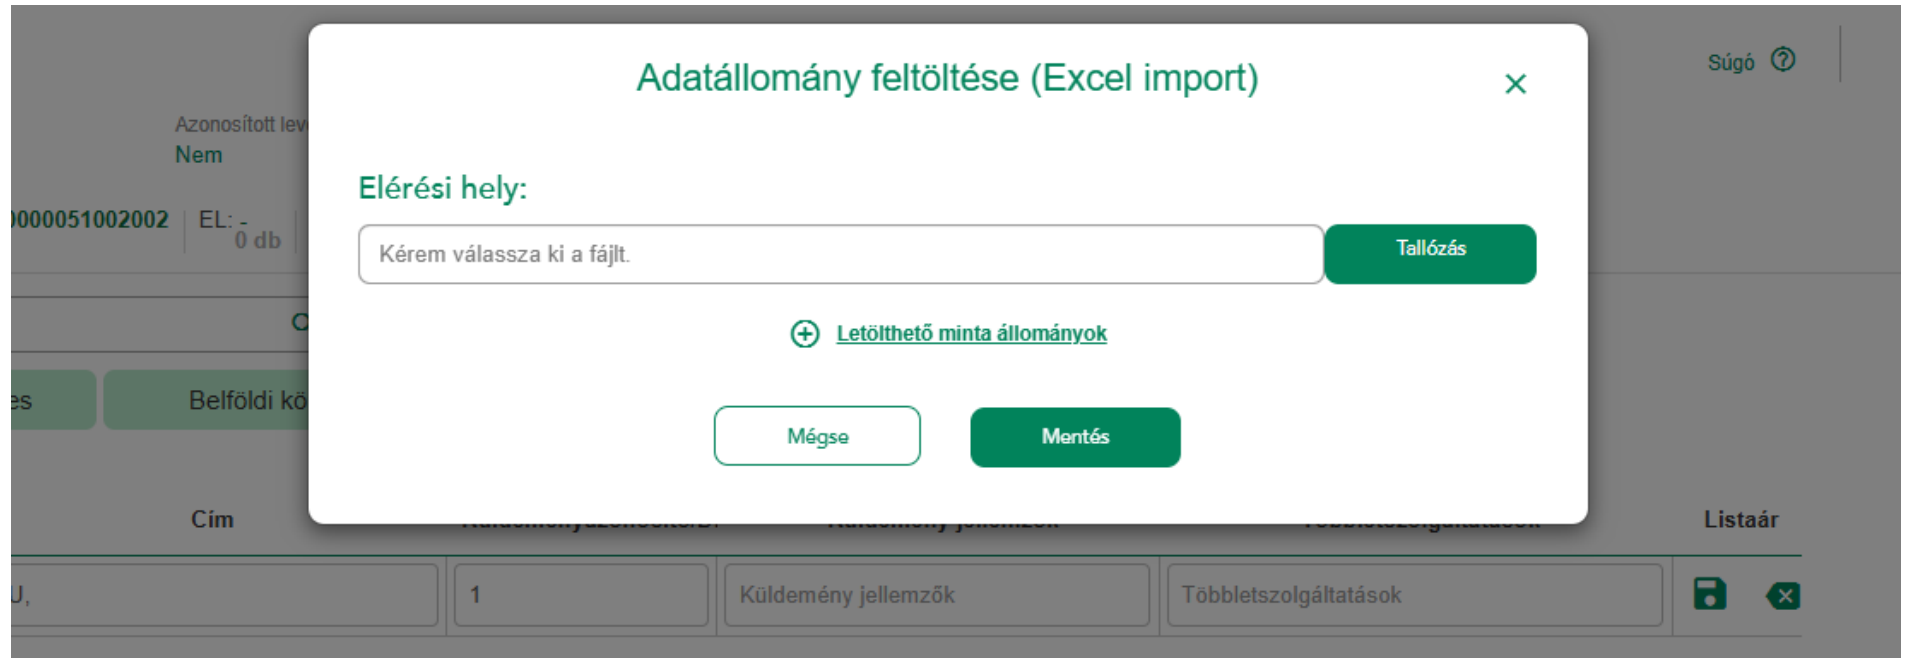 Adatállomány feltöltése (Excel import)
Súgó
Azonosított lev
Nem
Elérési hely:
0000051002002 EL: -
0 db
Kérem válassza ki a fájlt.
Tallózás
Letölthető minta állományok
es
Belföldi kö
Mégse
Mentés
Cím
Listaár
U,
1
Küldemény jellemzők
Többletszolgáltatások